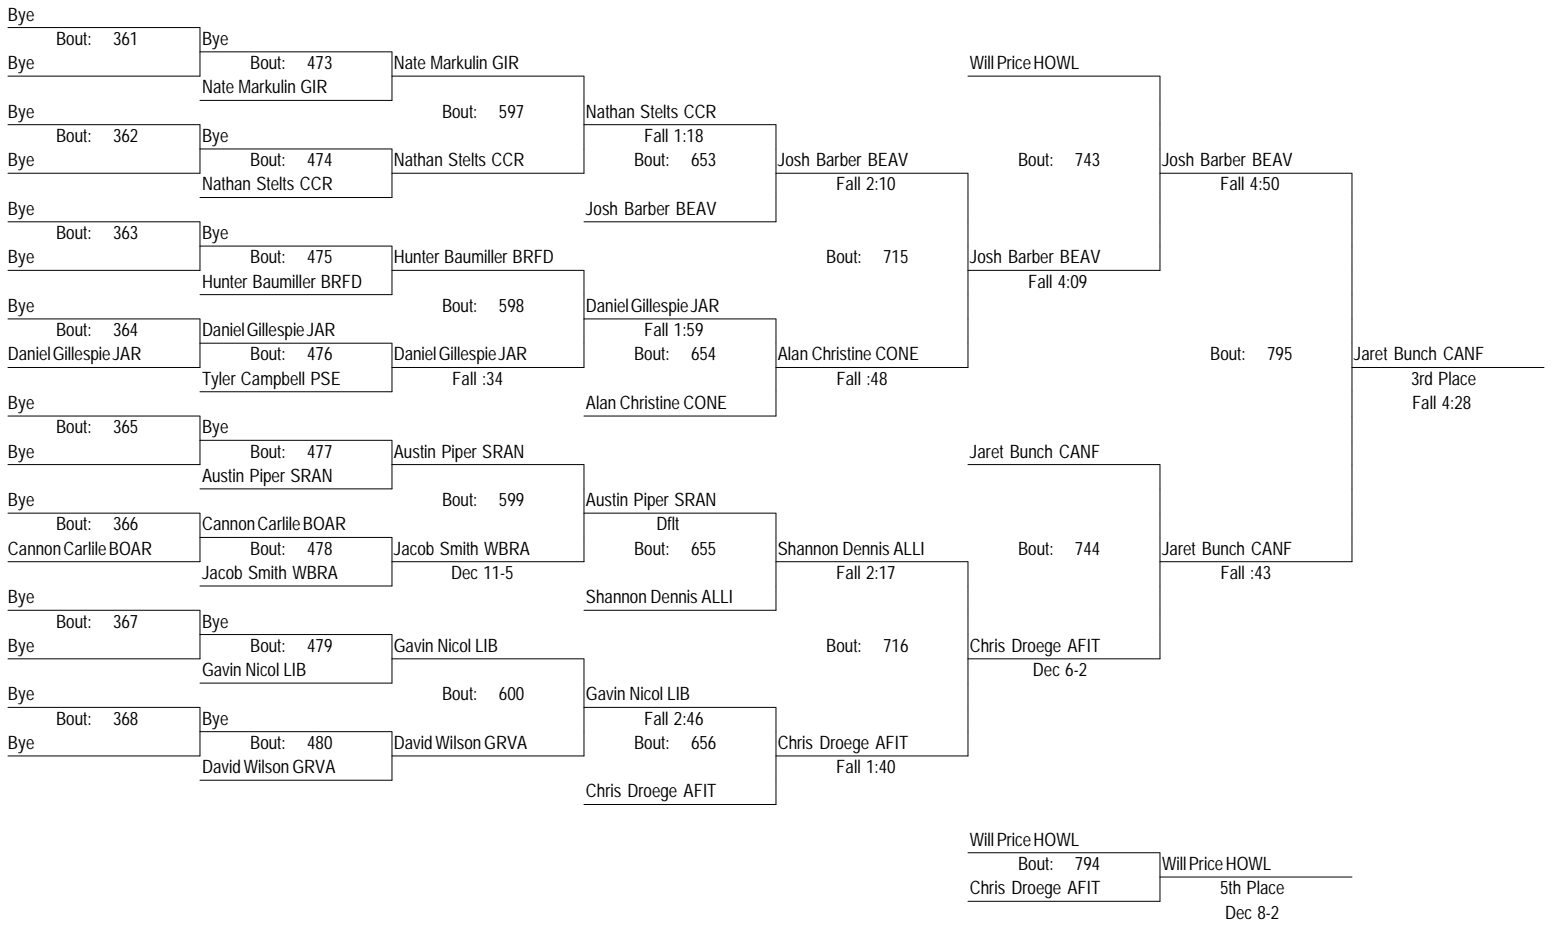 Bye
Bout: 361
Bye
Bye
Bout: 473
Nate Markulin GIR
Nate Markulin GIR
Bout: 597
Bye
Bout: 362
Bye
Bye
Bout: 474
Nathan Stelts CCR
Nathan Stelts CCR
Nathan Stelts CCR
Fall 1:18
Bout: 653
Josh Barber BEAV
Josh Barber BEAV
Fall 2:10
Bye
Bout: 363
Bye
Bye
Bout: 475
Hunter Baumiller BRFD
Hunter Baumiller BRFD
Bout: 598
Bye
Bout: 364
Daniel Gillespie JAR
Daniel Gillespie JAR
Bout: 476
Tyler Campbell PSE
Daniel Gillespie JAR
Fall :34
Daniel Gillespie JAR
Fall 1:59
Bout: 654
Alan Christine CONE
Alan Christine CONE
Fall :48
Bout: 715
Josh Barber BEAV
Fall 4:09
Will Price HOWL
Bout: 743
Josh Barber BEAV
Fall 4:50
Bye
Bout: 365
Bye
Bye
Bout: 477
Austin Piper SRAN
Austin Piper SRAN
Bout: 599
Bye
Bout: 366
Cannon Carlile BOAR
Cannon Carlile BOAR
Bout: 478
Jacob Smith WBRA
Jacob Smith WBRA
Dec 11-5
Austin Piper SRAN
Dflt
Bout: 655
Shannon Dennis ALLI
Shannon Dennis ALLI
Fall 2:17
Bye
Bout: 367
Bye
Bye
Bout: 479
Gavin Nicol LIB
Gavin Nicol LIB
Bout: 600
Bye
Bout: 368
Bye
Bye
Bout: 480
David Wilson GRVA
David Wilson GRVA
Gavin Nicol LIB
Fall 2:46
Bout: 656
Chris Droege AFIT
Chris Droege AFIT
Fall 1:40
Bout: 716
Chris Droege AFIT
Dec 6-2
Jaret Bunch CANF
Bout: 744
Jaret Bunch CANF
Fall :43
Bout: 795
Jaret Bunch CANF
3rd Place
Fall 4:28
Will Price HOWL
Bout: 794
Chris Droege AFIT
Will Price HOWL
5th Place
Dec 8-2